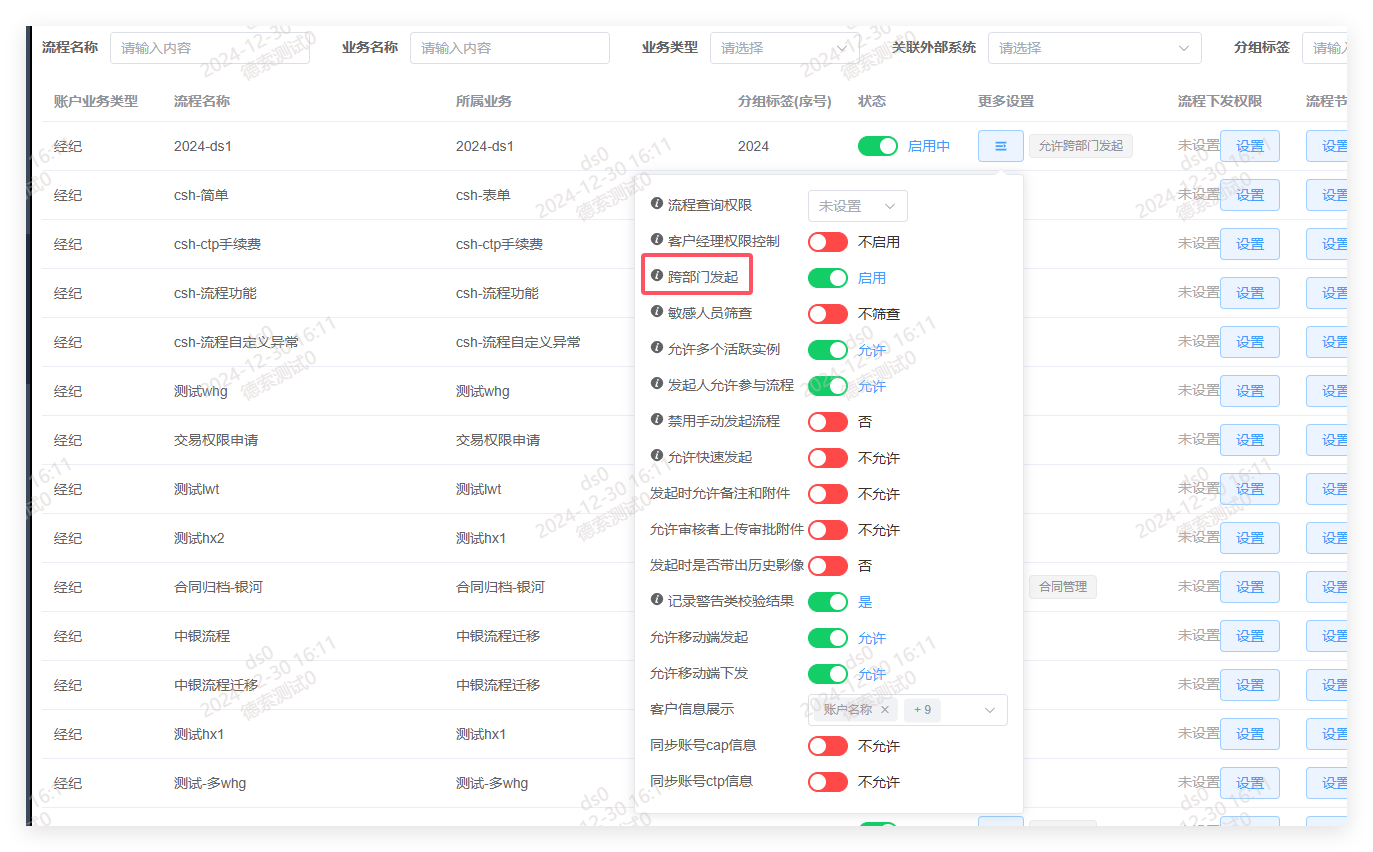 流程名称 请输入内容 业务名称 请输入内容 业务类型 请选择 关联外部系统 请选择 分组标签 请输入
账户业务类型 流程名称 所属业务 分组标签(序号) 状态 更多设置 流程下发权限 流程节
经纪 2024-ds1 2024-ds1 2024 启用中 允许跨部门发起 未设置 设置 设置
经纪 csh-简单 csh-表单 未设置 设置 设置
流程查询权限 未设置
经纪 csh-ctp手续费 csh-ctp手续费 未设置 设置 设置
客户经理权限控制 不启用
跨部门发起 启用
经纪 csh-流程功能 csh-流程功能 未设置 设置 设置
敏感人员筛查 不筛查
经纪 csh-流程自定义异常 csh-流程自定义异常 未设置 设置 设置
允许多个活跃实例 允许
经纪 测试whg 测试whg 未设置 设置 设置
发起人允许参与流程 允许
禁用手动发起流程 否
经纪 交易权限申请 交易权限申请 未设置 设置 设置
允许快速发起 不允许
经纪 测试lwt 测试lwt 未设置 设置 设置
发起时允许备注和附件 不允许
经纪 测试hx2 测试hx1 未设置 设置 设置
允许审核者上传审批附件 不允许
发起时是否带出历史影像 否
经纪 合同归档-银河 合同归档-银河 合同管理 未设置 设置 设置
记录警告类校验结果 是
经纪 中银流程 中银流程迁移 未设置 设置 设置
允许移动端发起 允许
允许移动端下发 允许
经纪 中银流程迁移 中银流程迁移 未设置 设置 设置
客户信息展示 账户名称 × + 9
经纪 测试hx1 测试hx1 未设置 设置 设置
同步账号cap信息 不允许
经纪 测试-多whg 测试-多whg 未设置 设置 设置
同步账号ctp信息 不允许
ds0
2024-12-30 16:11
德索测试0